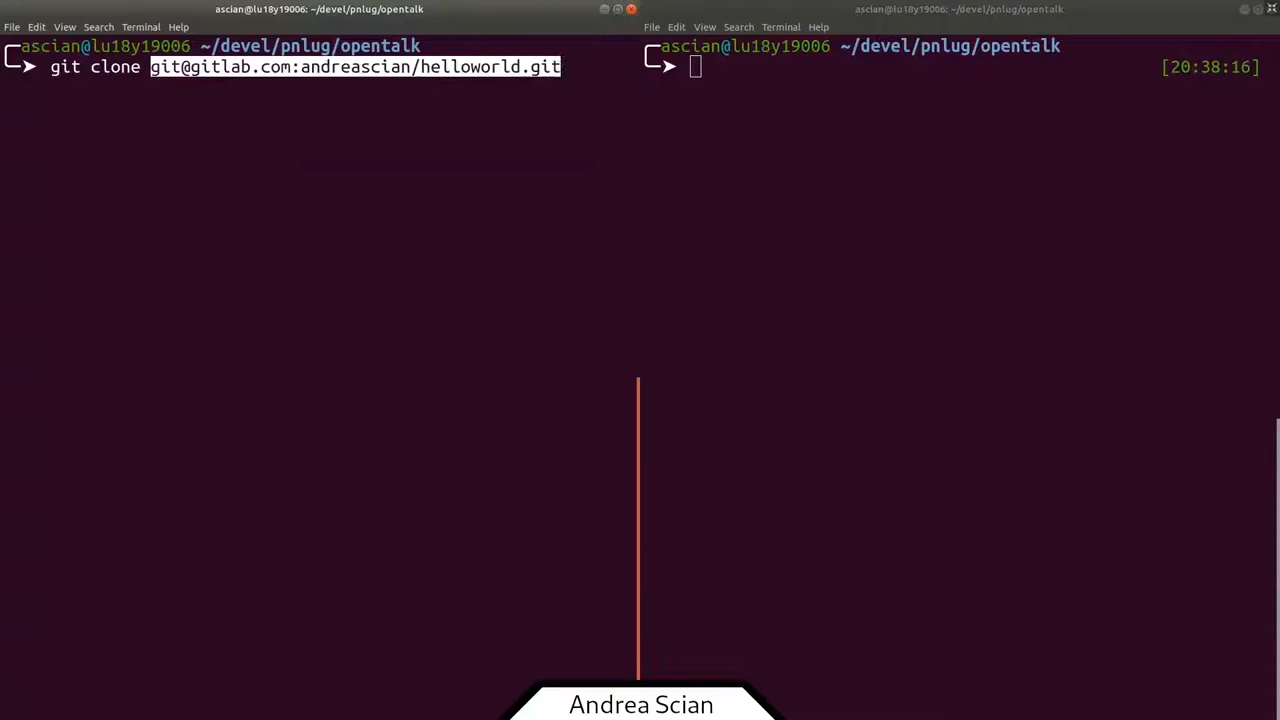 ascian@lu18y19006: ~/devel/pnlug/opentalk
File Edit View Search Terminal Help
ascian@lu18y19006 ~/devel/pnlug/opentalk
git clone git@gitlab.com:andreascian/helloworld.git
ascian@lu18y19006: ~/devel/pnlug/opentalk
File Edit View Search Terminal Help
ascian@lu18y19006 ~/devel/pnlug/opentalk
[20:38:16]
Andrea Scian